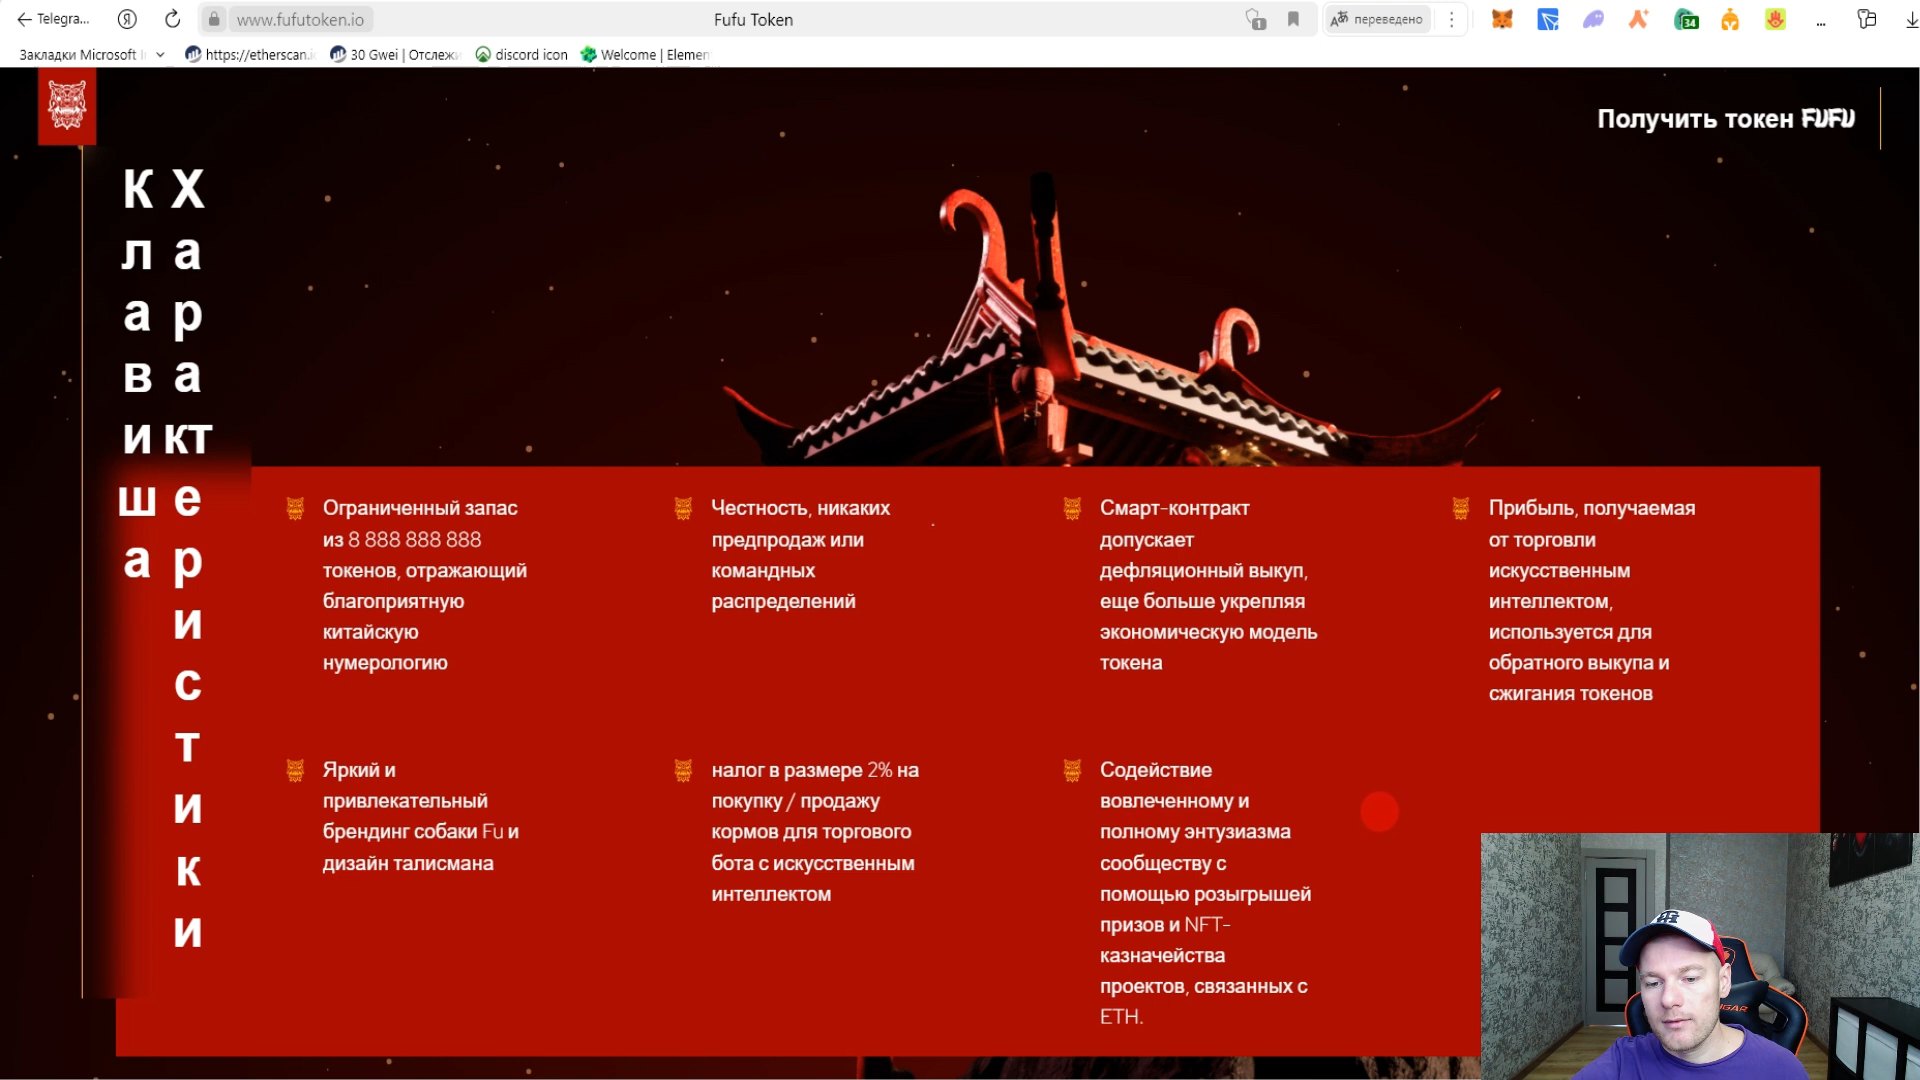 Telegra...
www.fufutoken.io
Fufu Token
1
переведено
34
...
Закладки Microsoft
https://etherscan.i
30 Gwei | Отслежи
discord icon
Welcome | Elemen
Получить токен FUFU
Клавиша
Характеристики
Ограниченный запас
из 8 888 888 888
токенов, отражающий
благоприятную
китайскую
нумерологию
Честность, никаких
предпродаж или
командных
распределений
Смарт-контракт
допускает
дефляционный выкуп,
еще больше укрепляя
экономическую модель
токена
Прибыль, получаемая
от торговли
искусственным
интеллектом,
используется для
обратного выкупа и
сжигания токенов
Яркий и
привлекательный
брендинг собаки Fu и
дизайн талисмана
налог в размере 2% на
покупку / продажу
кормов для торгового
бота с искусственным
интеллектом
Содействие
вовлеченному и
полному энтузиазма
сообществу с
помощью розыгрышей
призов и NFT-
казначейства
проектов, связанных с
ETH.